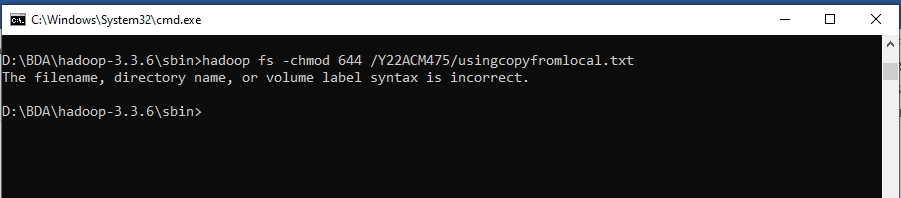 C:\Windows\System32\cmd.exe
D:\BDA\hadoop-3.3.6\sbin>hadoop fs -chmod 644 /Y22ACM475/usingcopyfromlocal.txt
The filename, directory name, or volume label syntax is incorrect.
D:\BDA\hadoop-3.3.6\sbin>